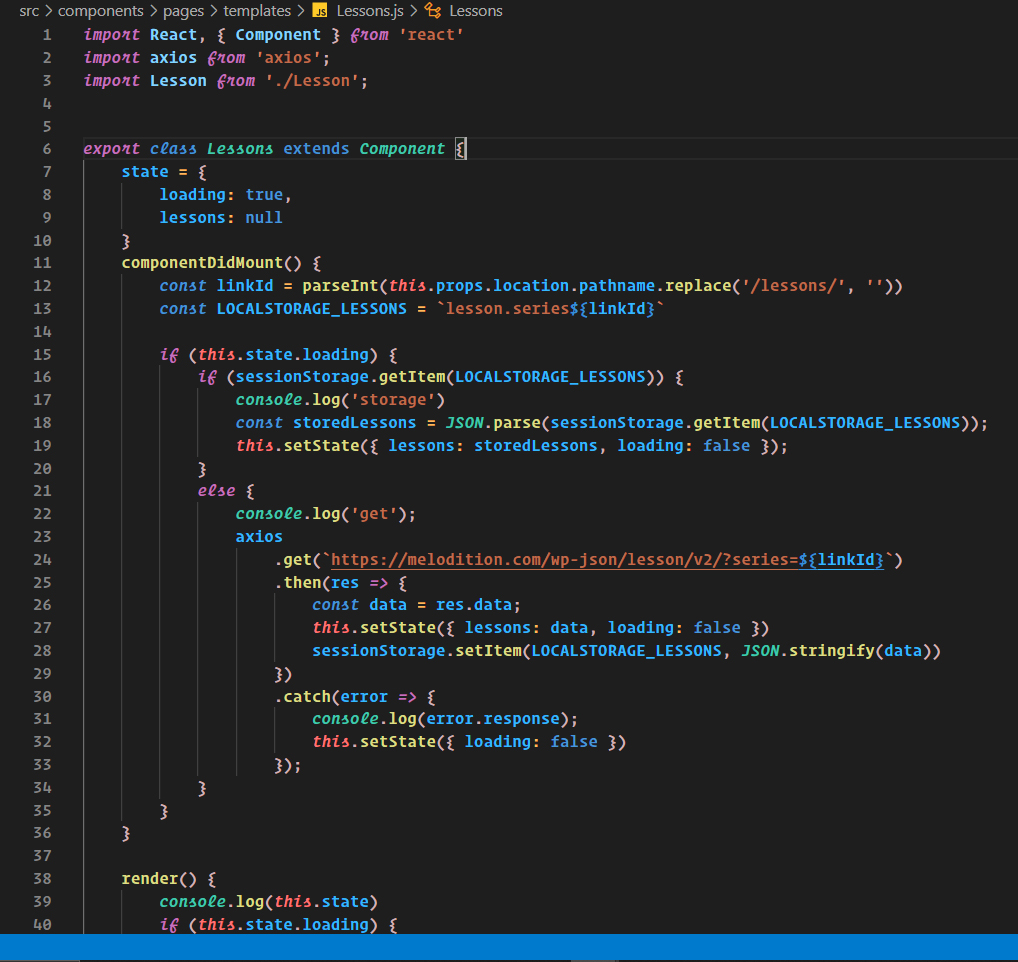 src > components > pages > templates > JS Lessons.js > Lessons
1 import React, { Component } from 'react'
2 import axios from 'axios';
3 import Lesson from './Lesson';
4
5
6 export class Lessons extends Component {
7     state = {
8         loading: true,
9         lessons: null
10     }
11     componentDidMount() {
12         const linkId = parseInt(this.props.location.pathname.replace('/lessons/', ''))
13         const LOCALSTORAGE_LESSONS = `lesson.series${linkId}`
14
15         if (this.state.loading) {
16             if (sessionStorage.getItem(LOCALSTORAGE_LESSONS)) {
17                 console.log('storage')
18                 const storedLessons = JSON.parse(sessionStorage.getItem(LOCALSTORAGE_LESSONS));
19                 this.setState({ lessons: storedLessons, loading: false });
20             }
21             else {
22                 console.log('get');
23                 axios
24                     .get(`https://melodition.com/wp-json/lesson/v2/?series=${linkId}`)
25                     .then(res => {
26                         const data = res.data;
27                         this.setState({ lessons: data, loading: false })
28                         sessionStorage.setItem(LOCALSTORAGE_LESSONS, JSON.stringify(data))
29                     })
30                     .catch(error => {
31                         console.log(error.response);
32                         this.setState({ loading: false })
33                     });
34             }
35         }
36     }
37
38     render() {
39         console.log(this.state)
40         if (this.state.loading) {